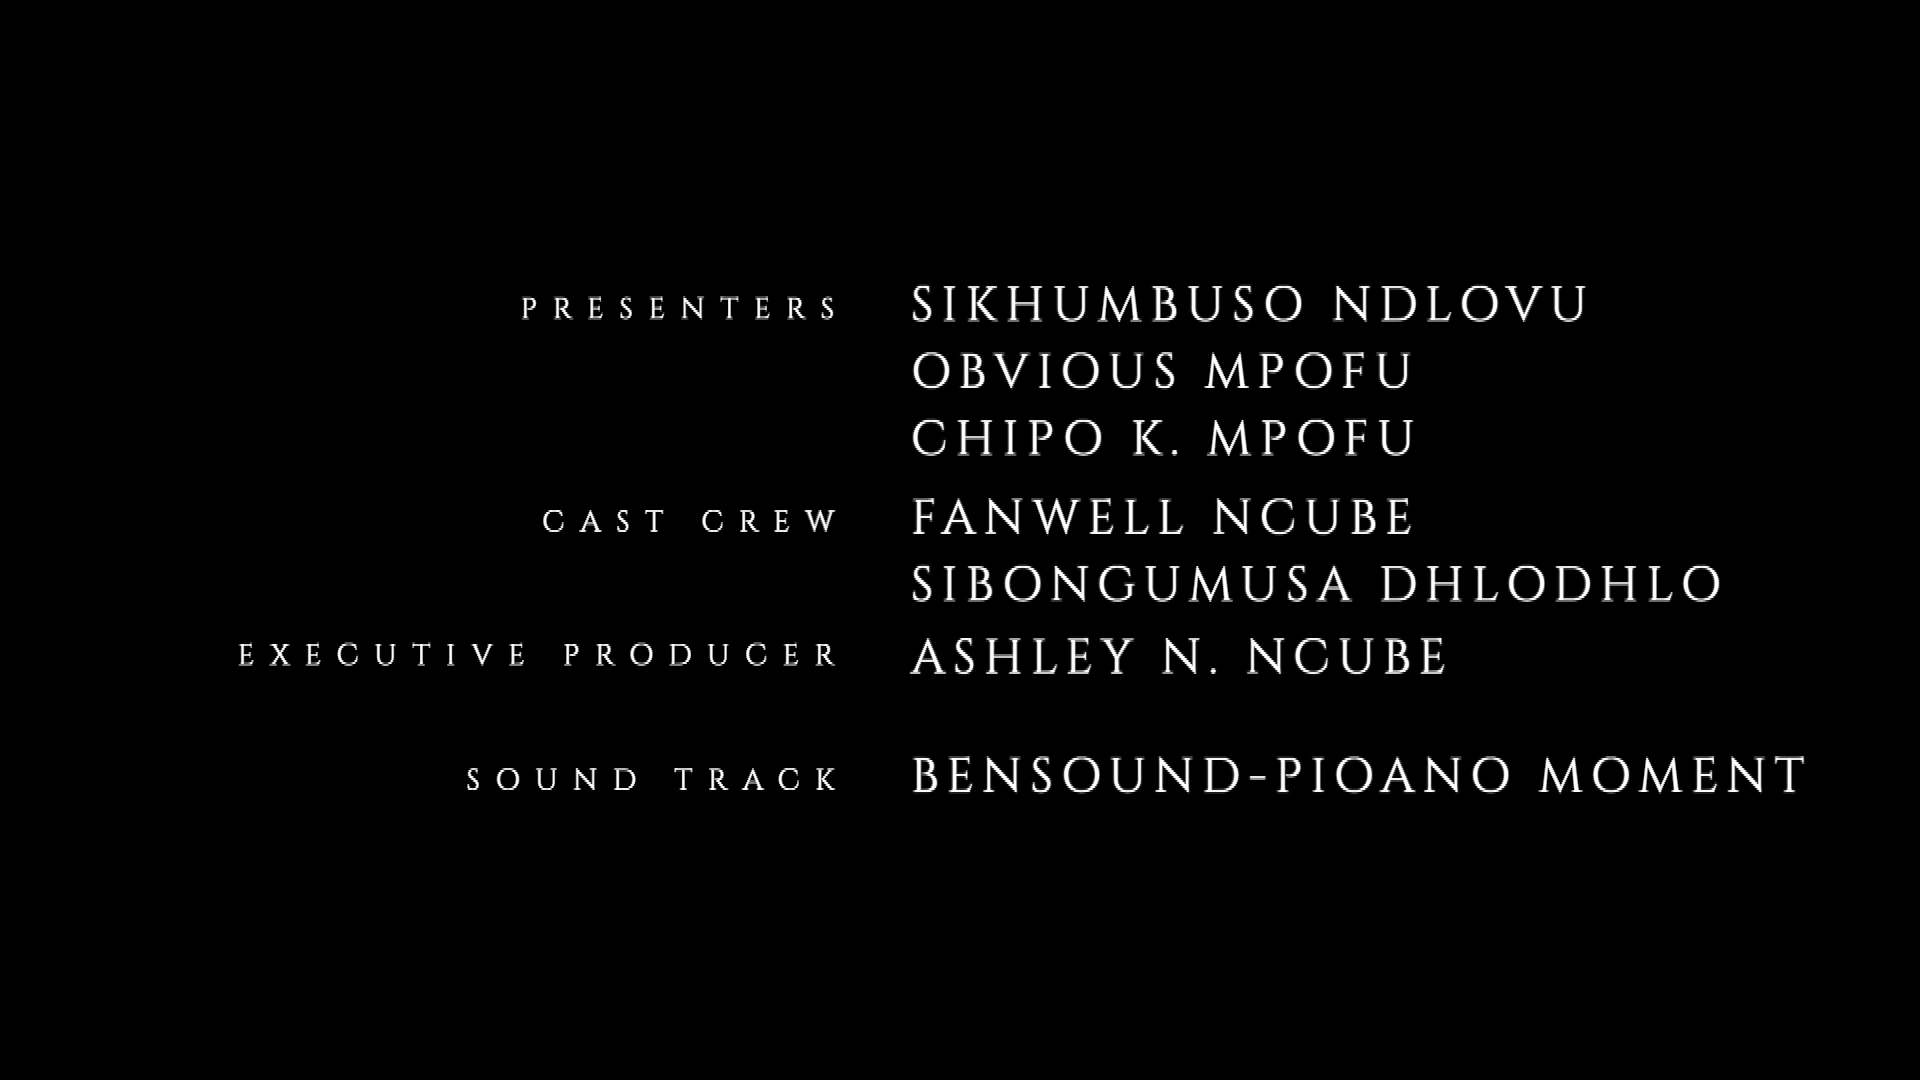 PRESENTERS SIKHUMBUSO NDLOVU
OBVIOUS MPOFU
CHIPO K. MPOFU
CAST CREW FANWELL NCUBE
SIBONGUMUSA DHLODHLO
EXECUTIVE PRODUCER ASHLEY N. NCUBE
SOUND TRACK BENSOUND-PIOANO MOMENT